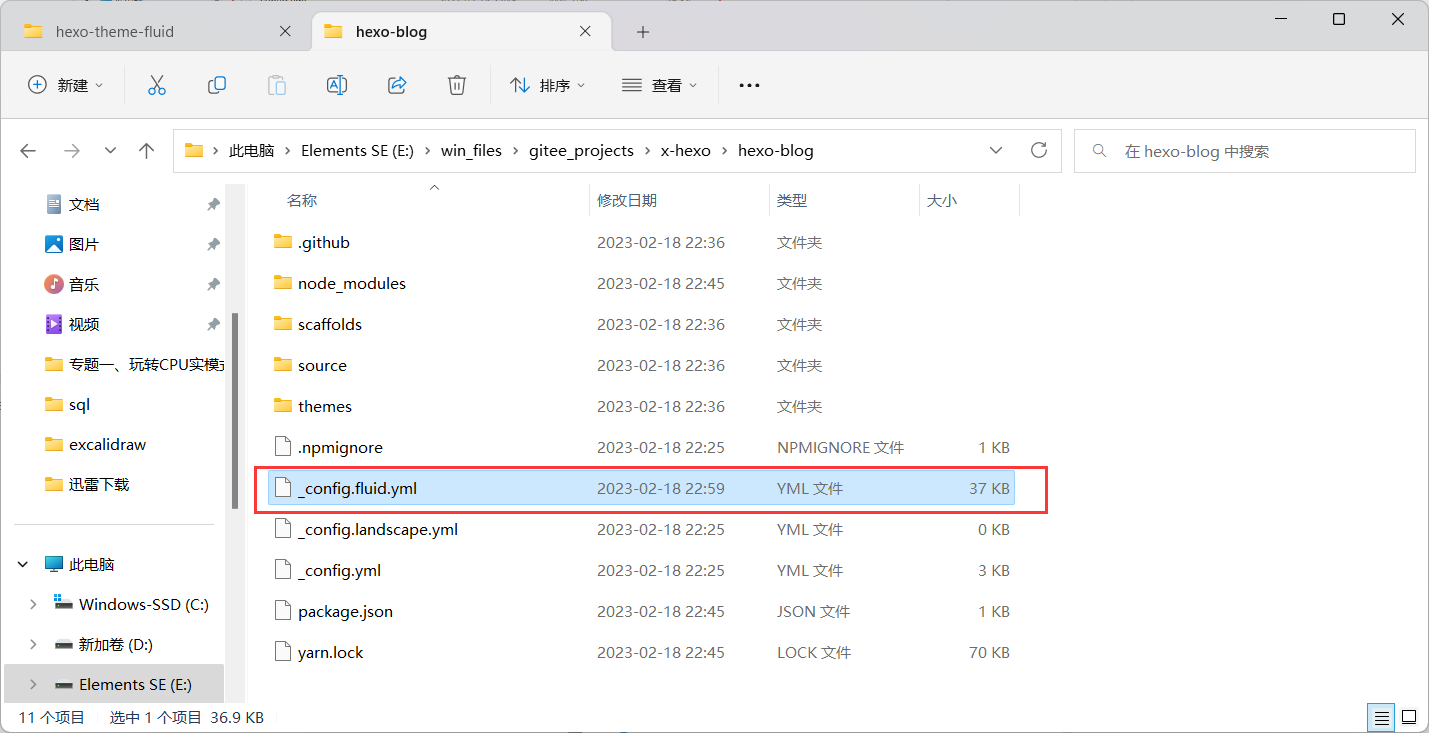 hexo-theme-fluid
hexo-blog
新建
排序
查看
此电脑 > Elements SE (E:) > win_files > gitee_projects > x-hexo > hexo-blog
在 hexo-blog 中搜索
文档
图片
音乐
视频
专题一、玩转CPU实模
sql
excalidraw
迅雷下载
此电脑
Windows-SSD (C:)
新加卷 (D:)
Elements SE (E:)
名称 修改日期 类型 大小
.github 2023-02-18 22:36 文件夹
node_modules 2023-02-18 22:45 文件夹
scaffolds 2023-02-18 22:36 文件夹
source 2023-02-18 22:36 文件夹
themes 2023-02-18 22:36 文件夹
.npmignore 2023-02-18 22:25 NPMIGNORE 文件 1 KB
_config.fluid.yml 2023-02-18 22:59 YML 文件 37 KB
_config.landscape.yml 2023-02-18 22:25 YML 文件 0 KB
_config.yml 2023-02-18 22:25 YML 文件 3 KB
package.json 2023-02-18 22:45 JSON 文件 1 KB
yarn.lock 2023-02-18 22:45 LOCK 文件 70 KB
11 个项目 选中 1 个项目 36.9 KB